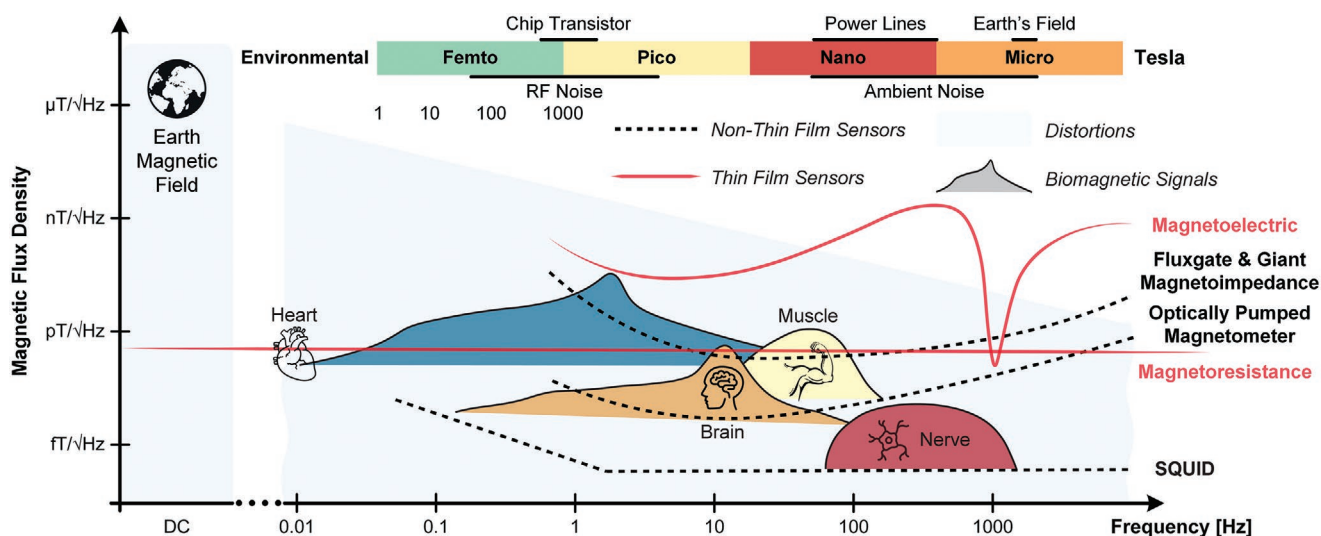 Chip Transistor
Power Lines
Earth's Field
Environmental
Femto
Pico
Nano
Micro
Tesla
RF Noise
Ambient Noise
1
10
100
1000
Non-Thin Film Sensors
Distortions
Thin Film Sensors
Biomagnetic Signals
Earth
Magnetic
Field
Magnetic Flux Density
µT/√Hz
nT/√Hz
pT/√Hz
fT/√Hz
Heart
Muscle
Brain
Nerve
Magnetoelectric
Fluxgate & Giant
Magnetoimpedance
Optically Pumped
Magnetometer
Magnetoresistance
SQUID
DC
0.01
0.1
1
10
100
1000
Frequency [Hz]